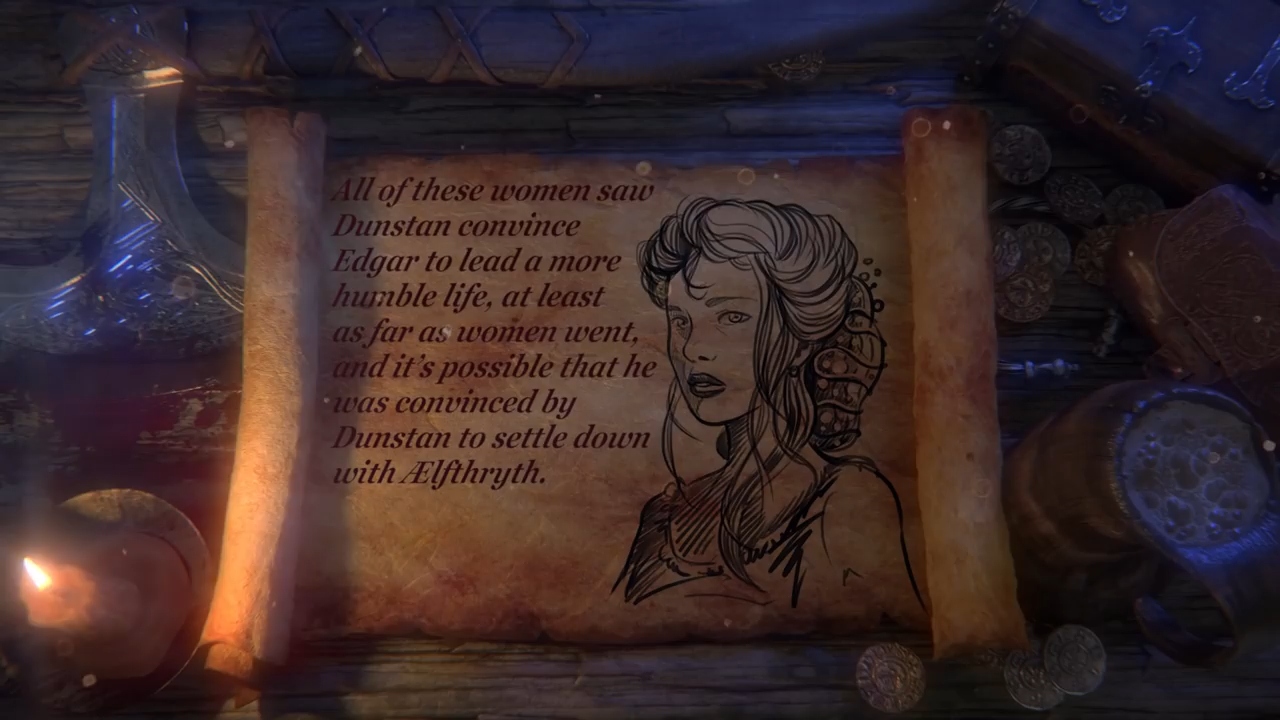 All of these women saw
Dunstan convince
Edgar to lead a more
humble life, at least
as far as women went,
and it’s possible that he
was convinced by
Dunstan to settle down
with Ælfthryth.